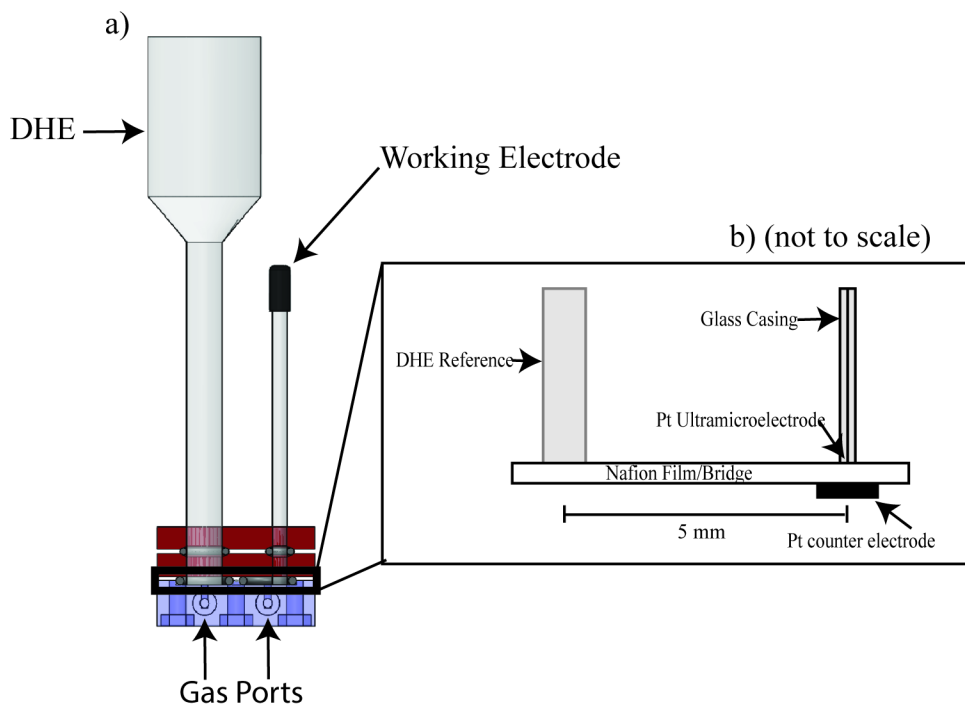 a)
DHE
Working Electrode
b) (not to scale)
Glass Casing
DHE Reference
Pt Ultramicroelectrode
Nafion Film/Bridge
5 mm
Pt counter electrode
Gas Ports